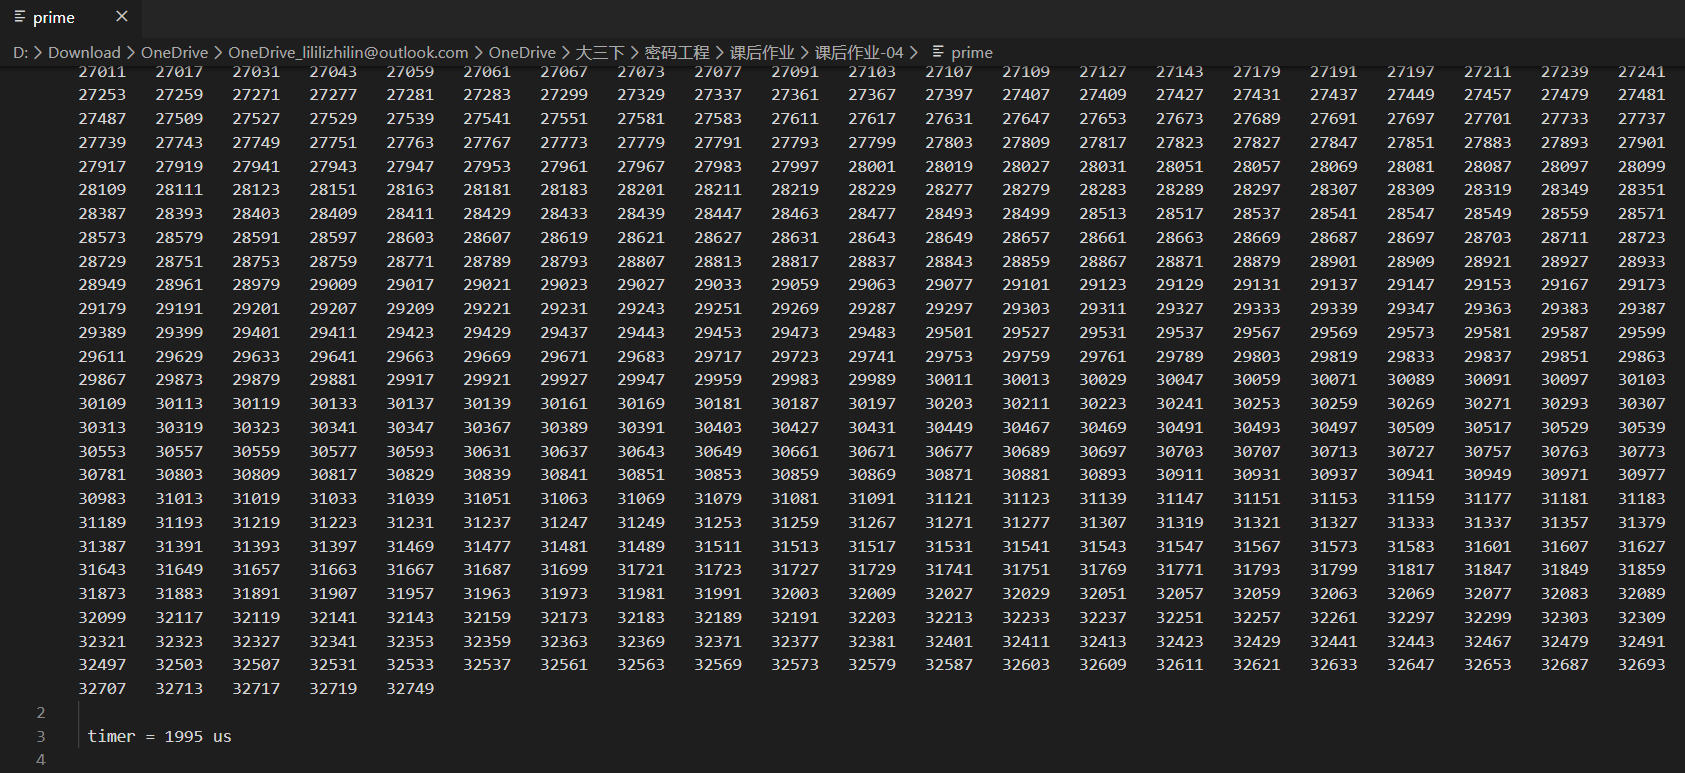 prime
D: > Download > OneDrive > OneDrive_lililizhilin@outlook.com > OneDrive > 大三下 > 密码工程 > 课后作业 > 课后作业-04 > prime
27011 27017 27031 27043 27059 27061 27067 27073 27077 27091 27103 27107 27109 27127 27143 27179 27191 27197 27211 27239 27241
27253 27259 27271 27277 27281 27283 27299 27329 27337 27361 27367 27397 27407 27409 27427 27431 27437 27449 27457 27479 27481
27487 27509 27527 27529 27539 27541 27551 27581 27583 27611 27617 27631 27647 27653 27673 27689 27691 27697 27701 27733 27737
27739 27743 27749 27751 27763 27767 27773 27779 27791 27793 27799 27803 27809 27817 27823 27827 27847 27851 27883 27893 27901
27917 27919 27941 27943 27947 27953 27961 27967 27983 27997 28001 28019 28027 28031 28051 28057 28069 28081 28087 28097 28099
28109 28111 28123 28151 28163 28181 28183 28201 28211 28219 28229 28277 28279 28283 28289 28297 28307 28309 28319 28349 28351
28387 28393 28403 28409 28411 28429 28433 28439 28447 28463 28477 28493 28499 28513 28517 28537 28541 28547 28549 28559 28571
28573 28579 28591 28597 28603 28607 28619 28621 28627 28631 28643 28649 28657 28661 28663 28669 28687 28697 28703 28711 28723
28729 28751 28753 28759 28771 28789 28793 28807 28813 28817 28837 28843 28859 28867 28871 28879 28901 28909 28921 28927 28933
28949 28961 28979 29009 29017 29021 29023 29027 29033 29059 29063 29077 29101 29123 29129 29131 29137 29147 29153 29167 29173
29179 29191 29201 29207 29209 29221 29231 29243 29251 29269 29287 29297 29303 29311 29327 29333 29339 29347 29363 29383 29387
29389 29399 29401 29411 29423 29429 29437 29443 29453 29473 29483 29501 29527 29531 29537 29567 29569 29573 29581 29587 29599
29611 29629 29633 29641 29663 29669 29671 29683 29717 29723 29741 29753 29759 29761 29789 29803 29819 29833 29837 29851 29863
29867 29873 29879 29881 29917 29921 29927 29947 29959 29983 29989 30011 30013 30029 30047 30059 30071 30089 30091 30097 30103
30109 30113 30119 30133 30137 30139 30161 30169 30181 30187 30197 30203 30211 30223 30241 30253 30259 30269 30271 30293 30307
30313 30319 30323 30341 30347 30367 30389 30391 30403 30427 30431 30449 30467 30469 30491 30493 30497 30509 30517 30529 30539
30553 30557 30559 30577 30593 30631 30637 30643 30649 30661 30671 30677 30689 30697 30703 30707 30713 30727 30757 30763 30773
30781 30803 30809 30817 30829 30839 30841 30851 30853 30859 30869 30871 30881 30893 30911 30931 30937 30941 30949 30971 30977
30983 31013 31019 31033 31039 31051 31063 31069 31079 31081 31091 31121 31123 31139 31147 31151 31153 31159 31177 31181 31183
31189 31193 31219 31223 31231 31237 31247 31249 31253 31259 31267 31271 31277 31307 31319 31321 31327 31333 31337 31357 31379
31387 31391 31393 31397 31469 31477 31481 31489 31511 31513 31517 31531 31541 31543 31547 31567 31573 31583 31601 31607 31627
31643 31649 31657 31663 31667 31687 31699 31721 31723 31727 31729 31741 31751 31769 31771 31793 31799 31817 31847 31849 31859
31873 31883 31891 31907 31957 31963 31973 31981 31991 32003 32009 32027 32029 32051 32057 32059 32063 32069 32077 32083 32089
32099 32117 32119 32141 32143 32159 32173 32183 32189 32191 32203 32213 32233 32237 32251 32257 32261 32297 32299 32303 32309
32321 32323 32327 32341 32353 32359 32363 32369 32371 32377 32381 32401 32411 32413 32423 32429 32441 32443 32467 32479 32491
32497 32503 32507 32531 32533 32537 32561 32563 32569 32573 32579 32587 32603 32609 32611 32621 32633 32647 32653 32687 32693
32707 32713 32717 32719 32749
2
3 timer = 1995 us
4